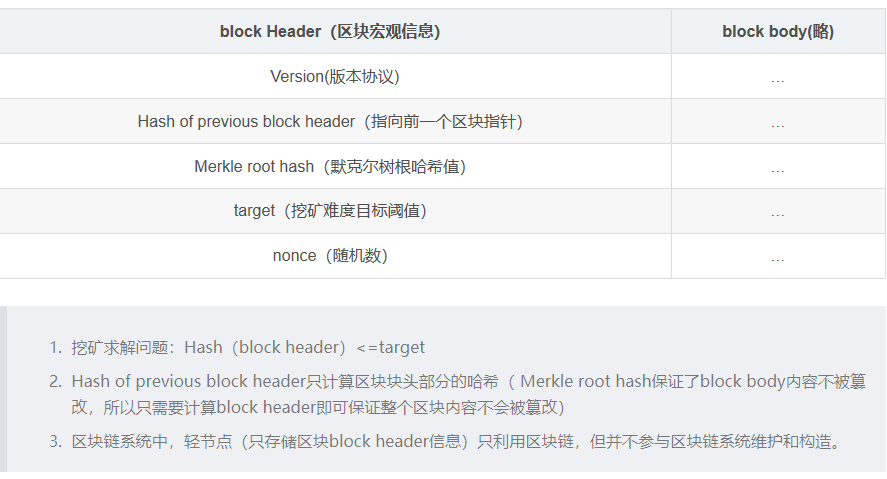 block Header（区块宏观信息） block body(略)
Version(版本协议) …
Hash of previous block header（指向前一个区块指针） …
Merkle root hash（默克尔树根哈希值） …
target（挖矿难度目标阈值） …
nonce（随机数） …
1. 挖矿求解问题：Hash（block header）<=target
2. Hash of previous block header只计算区块块头部分的哈希（ Merkle root hash保证了block body内容不被篡
改，所以只需要计算block header即可保证整个区块内容不会被篡改）
3. 区块链系统中，轻节点（只存储区块block header信息）只利用区块链，但并不参与区块链系统维护和构造。